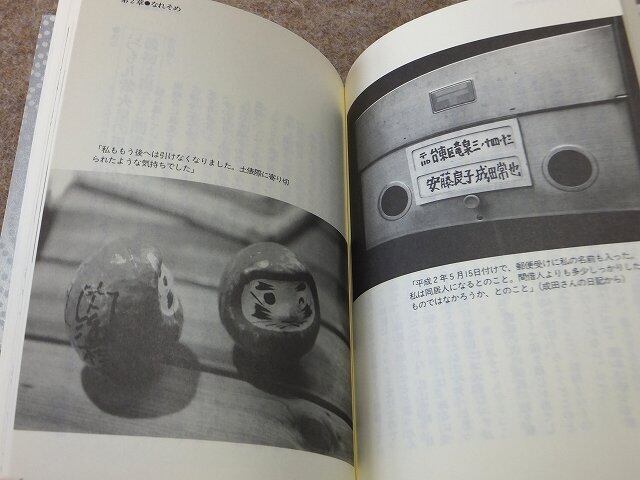 第2章●なれそめ
「私ももう後へは引けなくなりました。土俵際に寄り切
られたような気持ちでした」
安藤良子 成田常也
「平成2年5月15日付けで、郵便受けに私の名前も入った。
私は同居人になるとのこと。間借人よりも多少しっかりした
ものではなかろうか、とのこと」(成田さんの日記から)